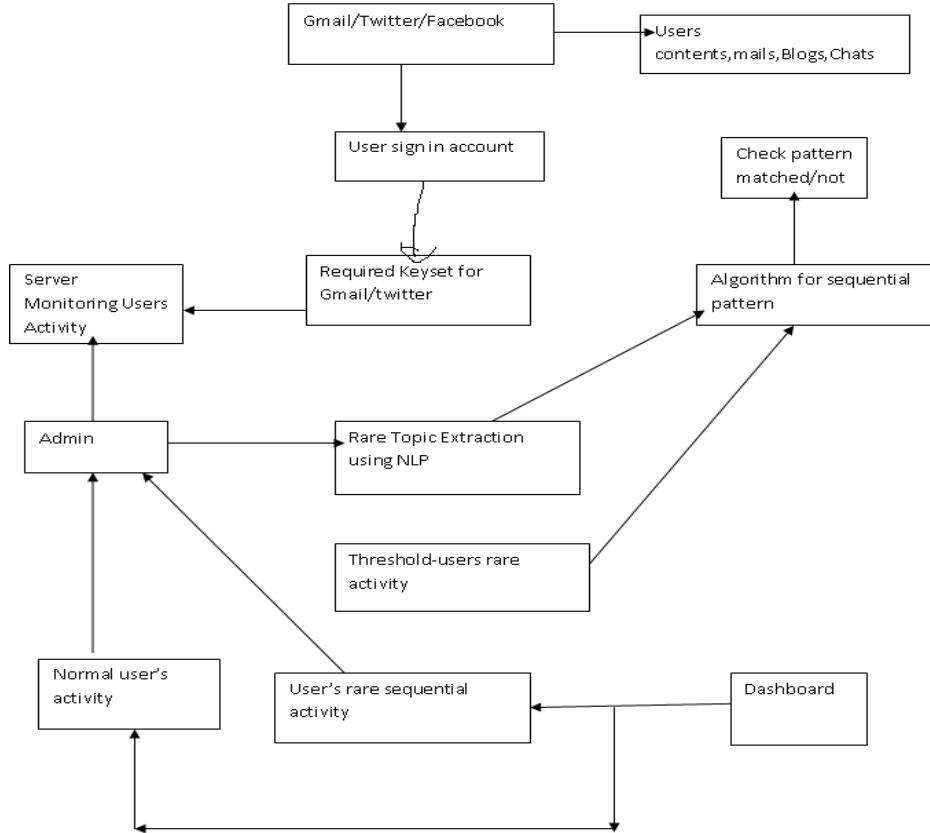 Gmail/Twitter/Facebook
Users
contents,mails,Blogs,Chats
User sign in account
Check pattern
matched/not
Server
Monitoring Users
Activity
Required Keyset for
Gmail/twitter
Algorithm for sequential
pattern
Admin
Rare Topic Extraction
using NLP
Threshold-users rare
activity
Normal user's
activity
User's rare sequential
activity
Dashboard